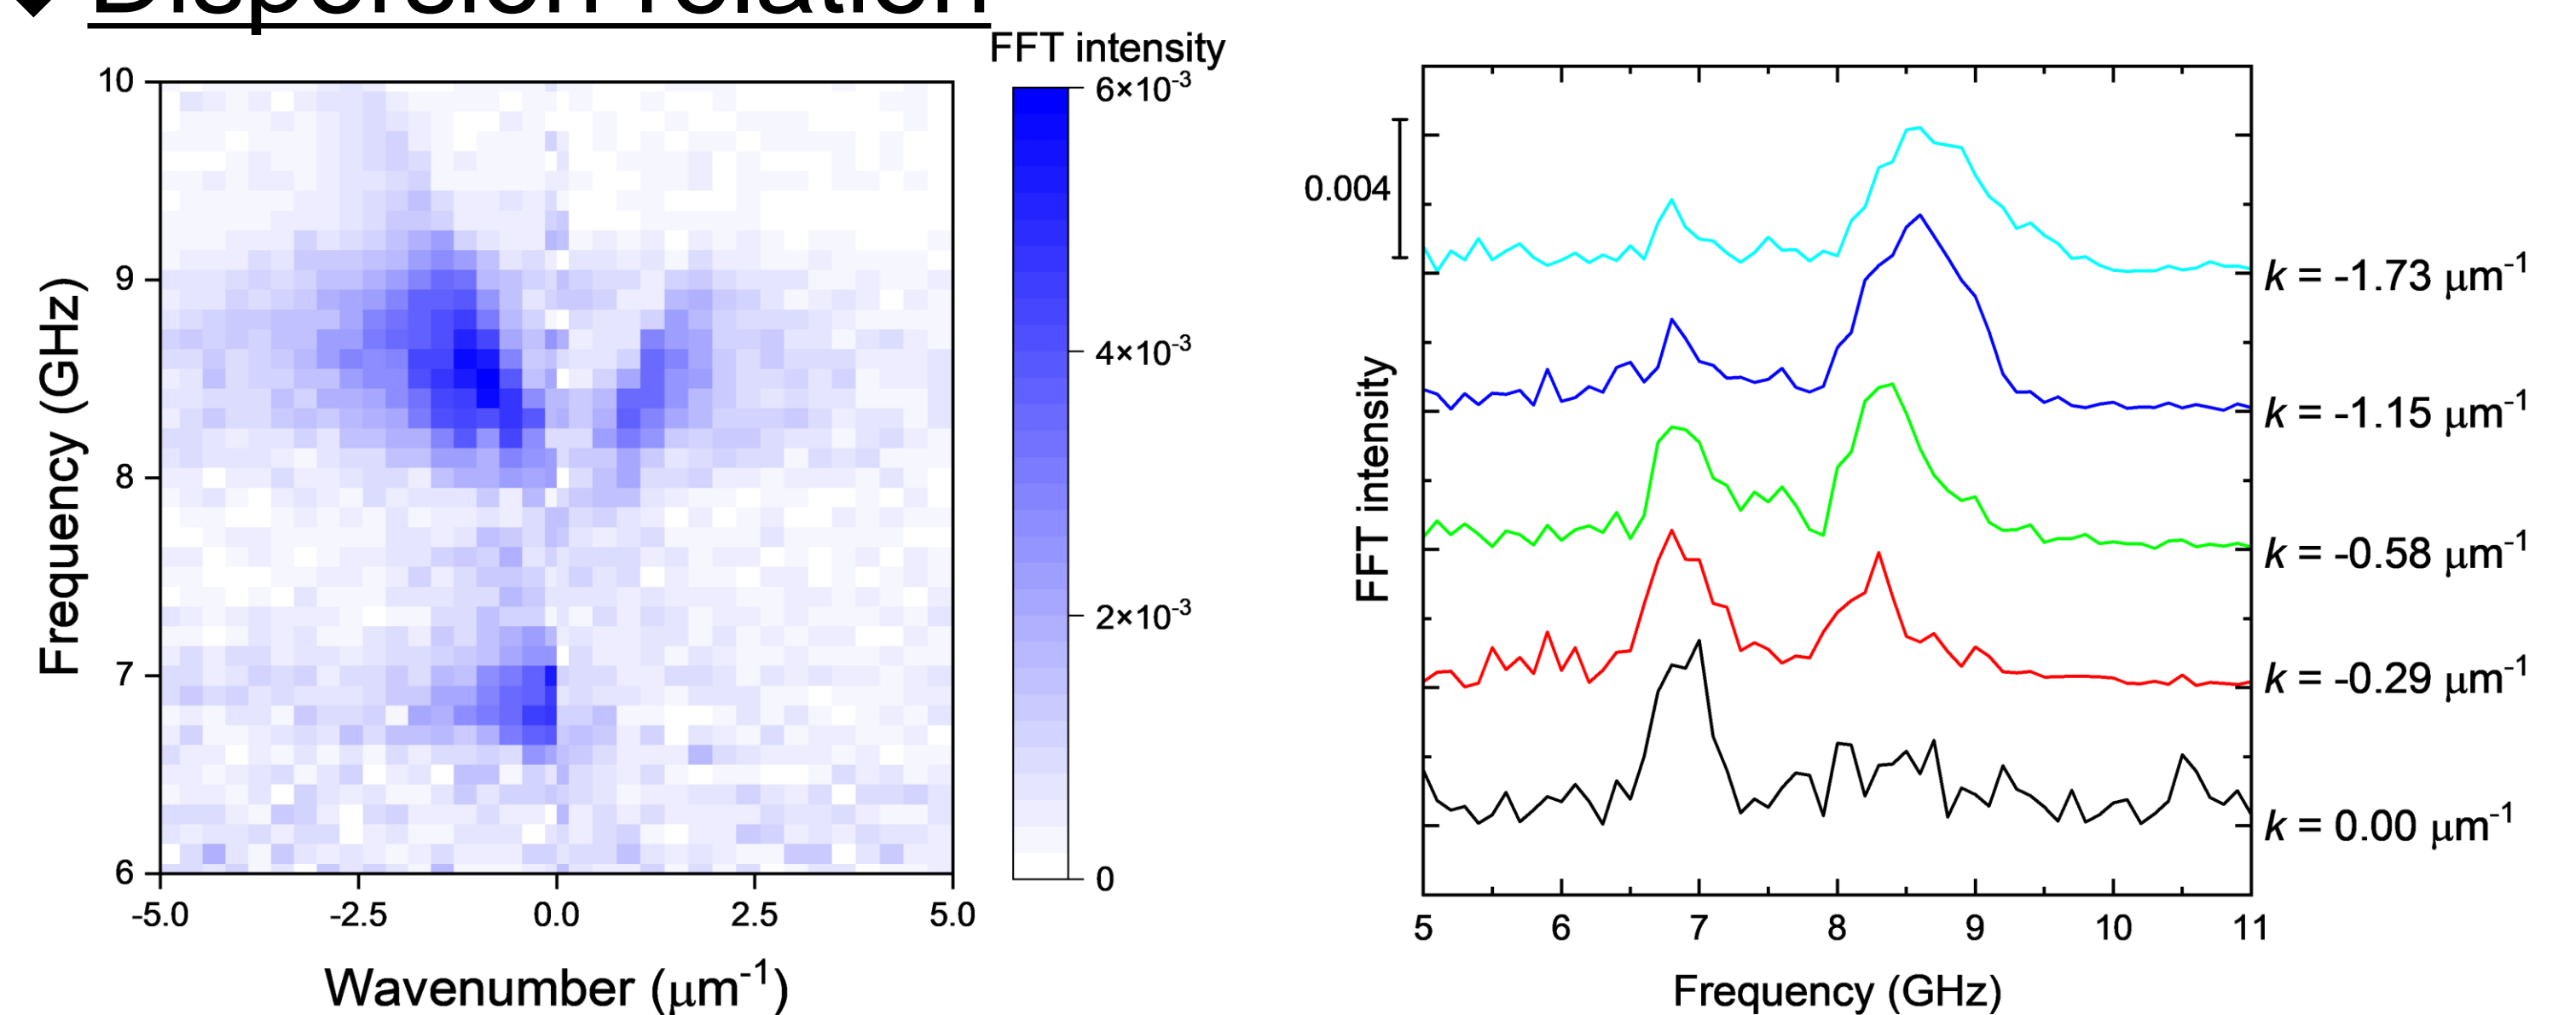 Dispersion relation
FFT intensity
6×10⁻³
4×10⁻³
2×10⁻³
0
10
9
8
7
6
Frequency (GHz)
-5.0 -2.5 0.0 2.5 5.0
Wavenumber (μm⁻¹)
0.004
FFT intensity
k = -1.73 μm⁻¹
k = -1.15 μm⁻¹
k = -0.58 μm⁻¹
k = -0.29 μm⁻¹
k = 0.00 μm⁻¹
5 6 7 8 9 10 11
Frequency (GHz)